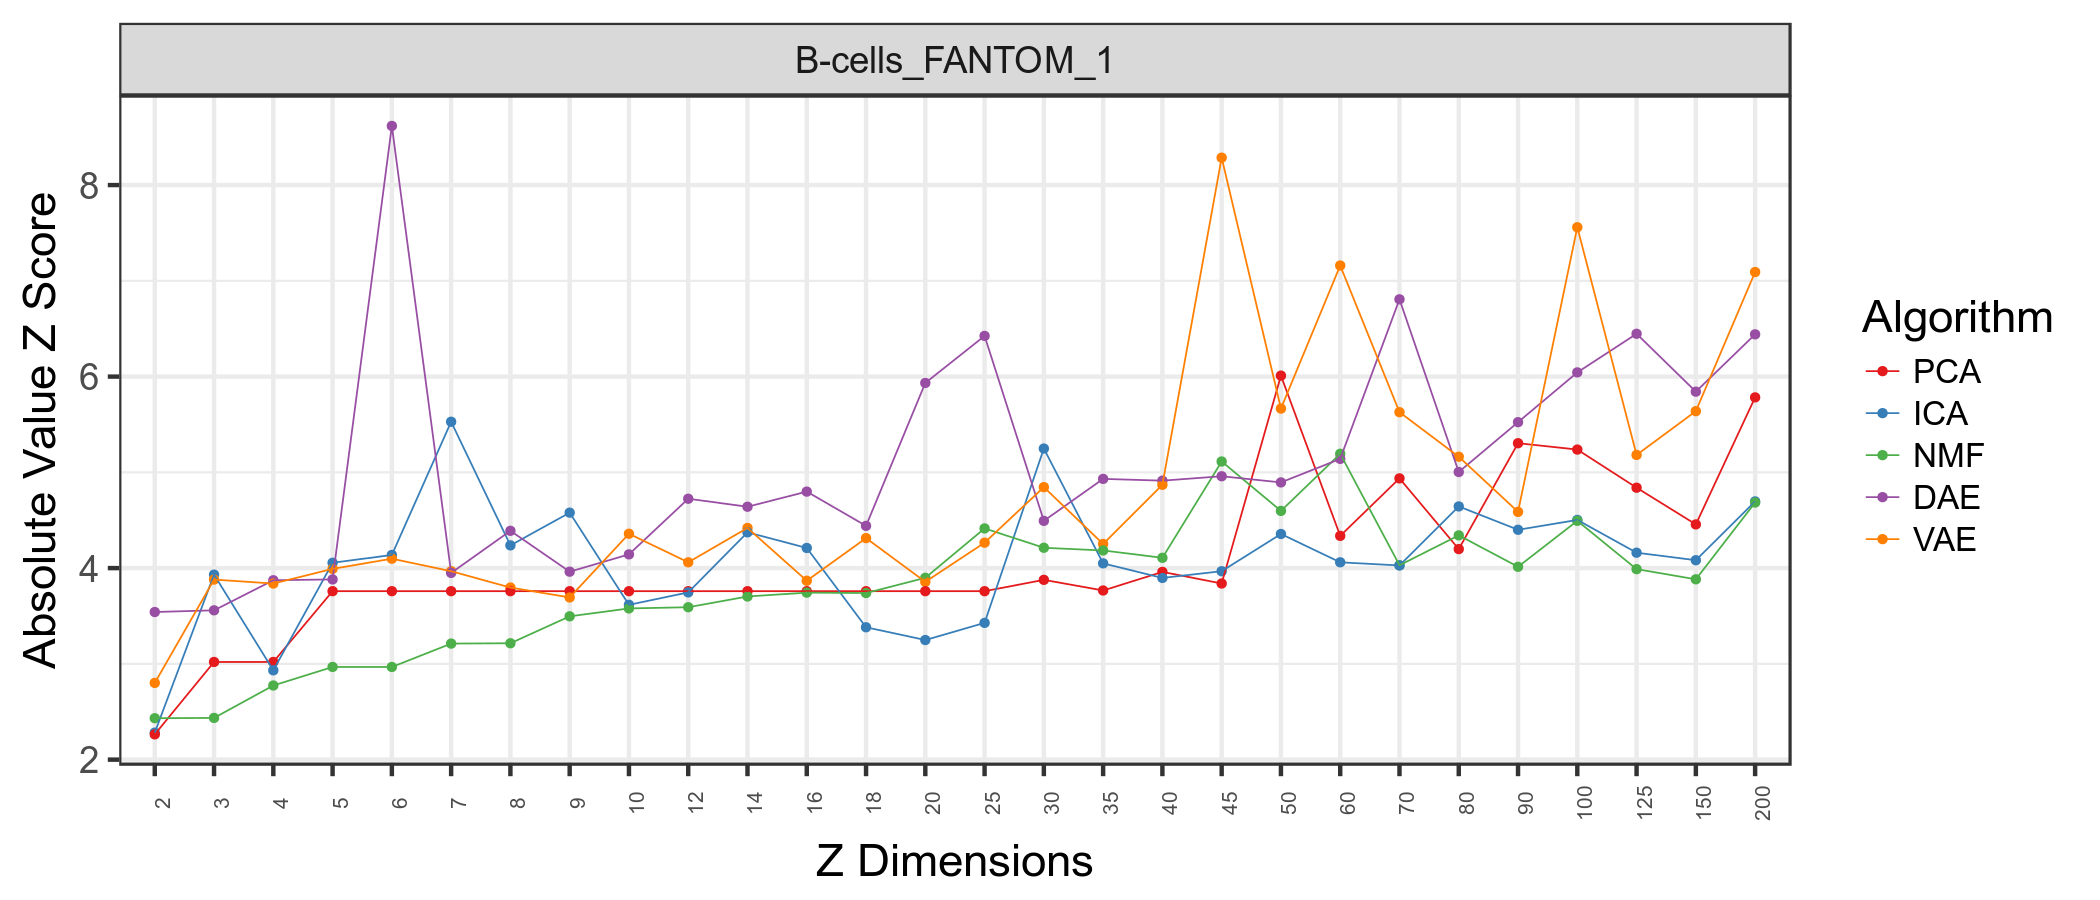 B-cells_FANTOM_1
Absolute Value Z Score
8
6
4
2
2 3 4 5 6 7 8 9 10 12 14 16 18 20 25 30 35 40 45 50 60 70 80 90 100 125 150 200
Z Dimensions
Algorithm
PCA
ICA
NMF
DAE
VAE